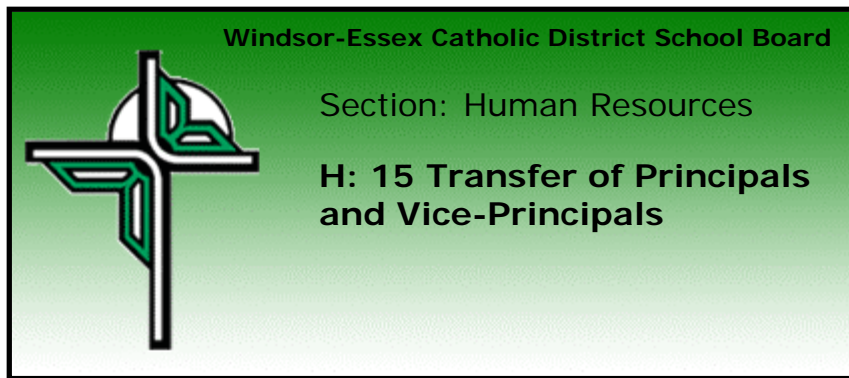 Windsor-Essex Catholic District School Board
Section: Human Resources
H: 15 Transfer of Principals
and Vice-Principals